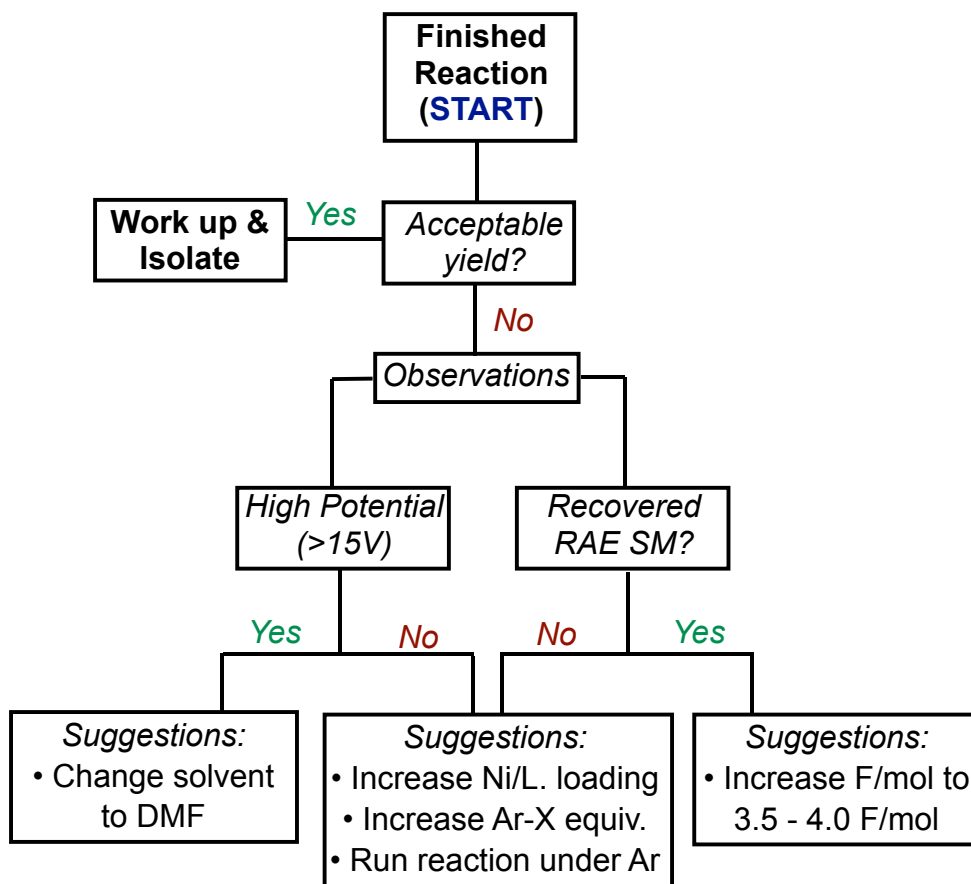 Finished
Reaction
(START)
Yes
Work up &
Isolate
Acceptable
yield?
No
Observations
High Potential
(>15V)
Recovered
RAE SM?
Yes
No
No
Yes
Suggestions:
• Change solvent
to DMF
Suggestions:
• Increase Ni/L. loading
• Increase Ar-X equiv.
• Run reaction under Ar
Suggestions:
• Increase F/mol to
3.5 - 4.0 F/mol